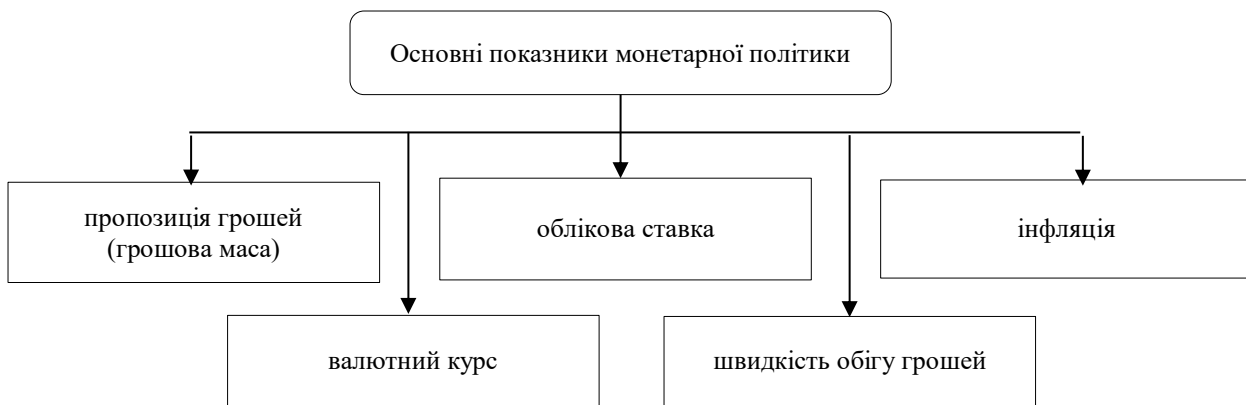 Основні показники монетарної політики
пропозиція грошей
(грошова маса)
облікова ставка
інфляція
валютний курс
швидкість обігу грошей